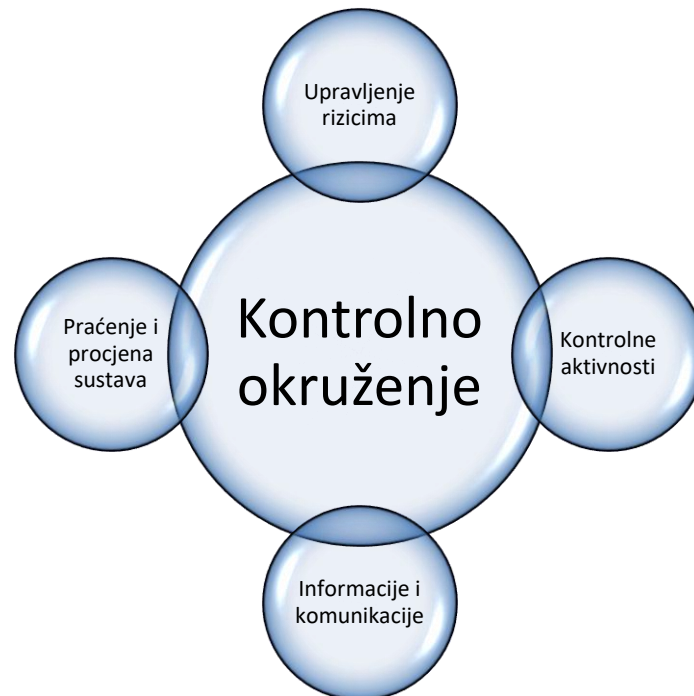 Upravljenje
rizicima
Praćenje i
procjena
sustava
Kontrolno
okruženje
Kontrolne
aktivnosti
Informacije i
komunikacije